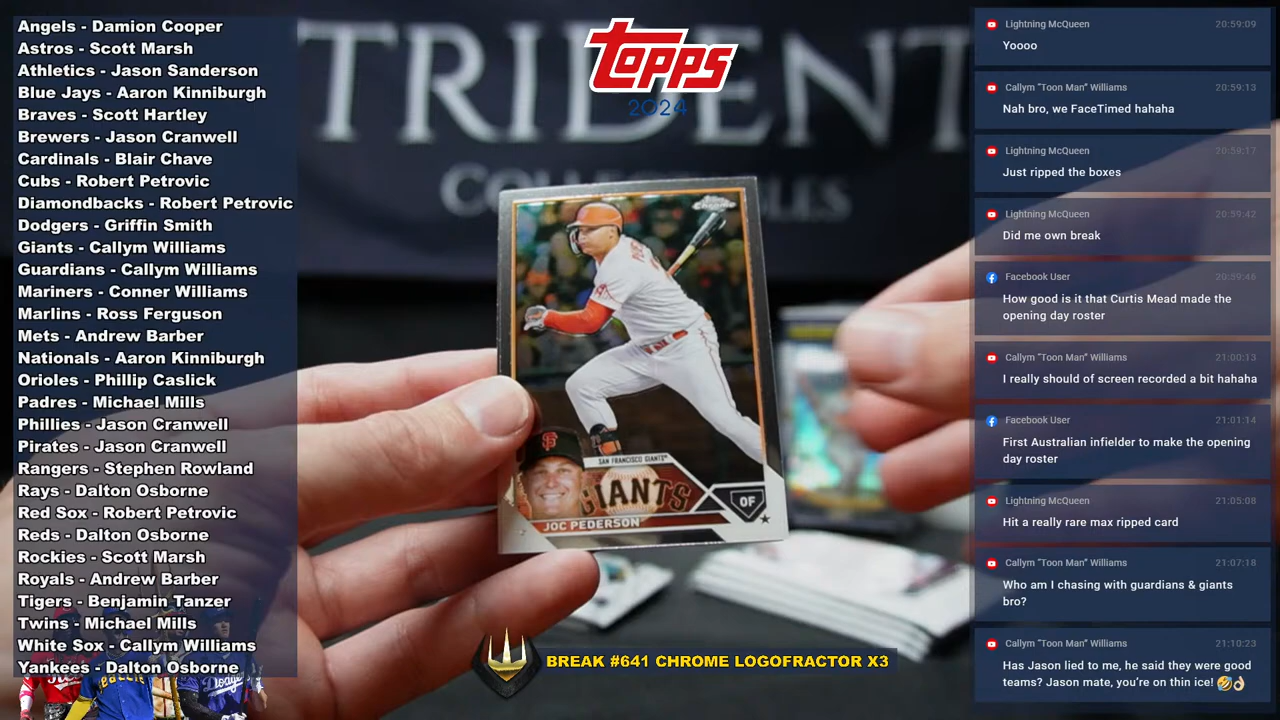 Angels - Damion Cooper
Astros - Scott Marsh
Athletics - Jason Sanderson
Blue Jays - Aaron Kinniburgh
Braves - Scott Hartley
Brewers - Jason Cranwell
Cardinals - Blair Chave
Cubs - Robert Petrovic
Diamondbacks - Robert Petrovic
Dodgers - Griffin Smith
Giants - Callym Williams
Guardians - Callym Williams
Mariners - Conner Williams
Marlins - Ross Ferguson
Mets - Andrew Barber
Nationals - Aaron Kinniburgh
Orioles - Phillip Caslick
Padres - Michael Mills
Phillies - Jason Cranwell
Pirates - Jason Cranwell
Rangers - Stephen Rowland
Rays - Dalton Osborne
Red Sox - Robert Petrovic
Reds - Dalton Osborne
Rockies - Scott Marsh
Royals - Andrew Barber
Tigers - Benjamin Tanzer
Twins - Michael Mills
White Sox - Callym Williams
Yankees - Dalton Osborne
TRIDENT
topps
2024
Chrome
SAN FRANCISCO GIANTS
GIANTS
OF
JOC PEDERSON
BREAK #641 CHROME LOGOFRACTOR X3
Lightning McQueen 20:59:09
Yoooo
Callym "Toon Man" Williams 20:59:13
Nah bro, we FaceTimed hahaha
Lightning McQueen 20:59:17
Just ripped the boxes
Lightning McQueen 20:59:42
Did me own break
Facebook User 20:59:46
How good is it that Curtis Mead made the
opening day roster
Callym "Toon Man" Williams 21:00:13
I really should of screen recorded a bit hahaha
Facebook User 21:01:14
First Australian infielder to make the opening
day roster
Lightning McQueen 21:05:08
Hit a really rare max ripped card
Callym "Toon Man" Williams 21:07:18
Who am I chasing with guardians & giants
bro?
Callym "Toon Man" Williams 21:10:23
Has Jason lied to me, he said they were good
teams? Jason mate, you're on thin ice! 🤣👌🏻